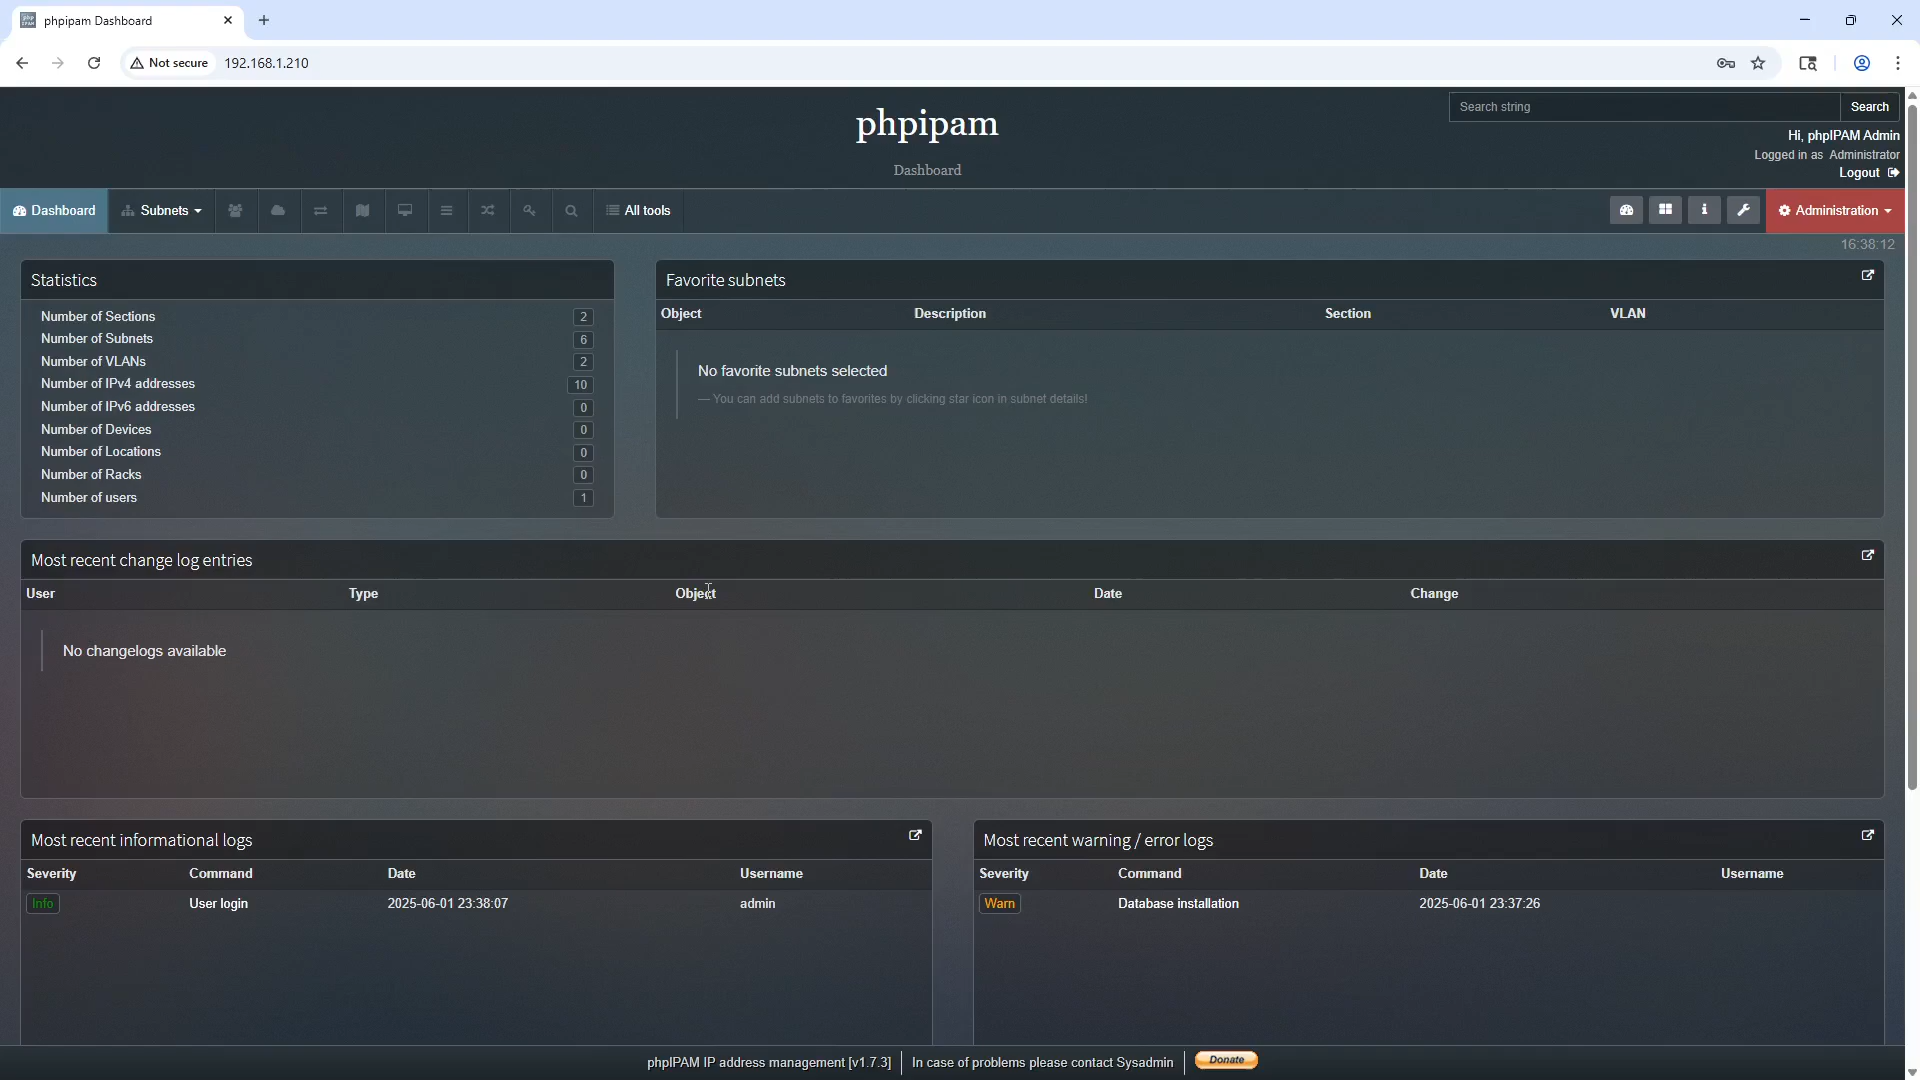 phpipam Dashboard
Not secure 192.168.1.210
phpipam
Dashboard
Search string
Search
Hi, phpIPAM Admin
Logged in as Administrator
Logout
Dashboard
Subnets
All tools
Administration
16:38:12
Statistics
Number of Sections 2
Number of Subnets 6
Number of VLANs 2
Number of IPv4 addresses 10
Number of IPv6 addresses 0
Number of Devices 0
Number of Locations 0
Number of Racks 0
Number of users 1
Favorite subnets
Object Description Section VLAN
No favorite subnets selected
— You can add subnets to favorites by clicking star icon in subnet details!
Most recent change log entries
User Type Object Date Change
No changelogs available
Most recent informational logs
Severity Command Date Username
Info User login 2025-06-01 23:38:07 admin
Most recent warning / error logs
Severity Command Date Username
Warn Database installation 2025-06-01 23:37:26
phpIPAM IP address management [v1.7.3] In case of problems please contact Sysadmin Donate